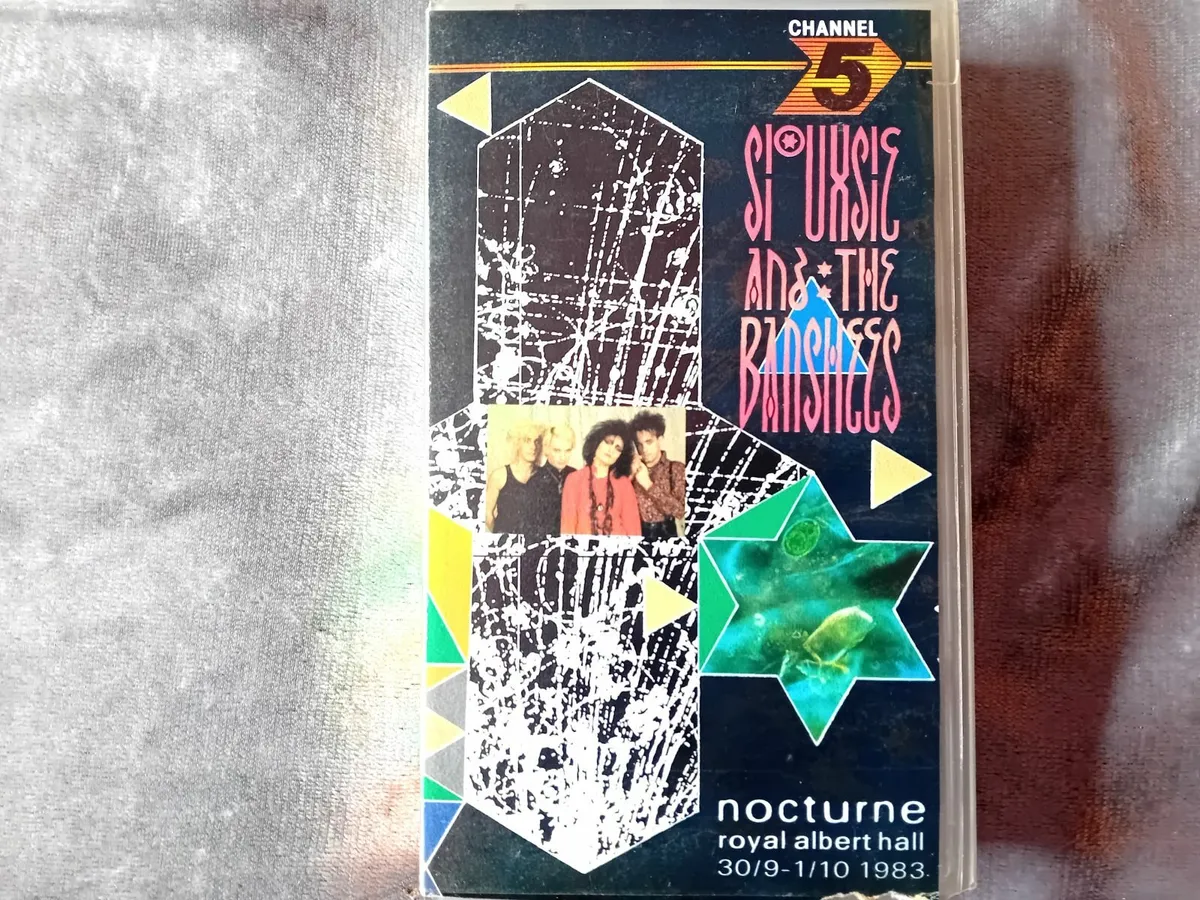 CHANNEL
5
SIOUXSIE
AND THE
BANSHEES
nocturne
royal albert hall
30/9-1/10 1983